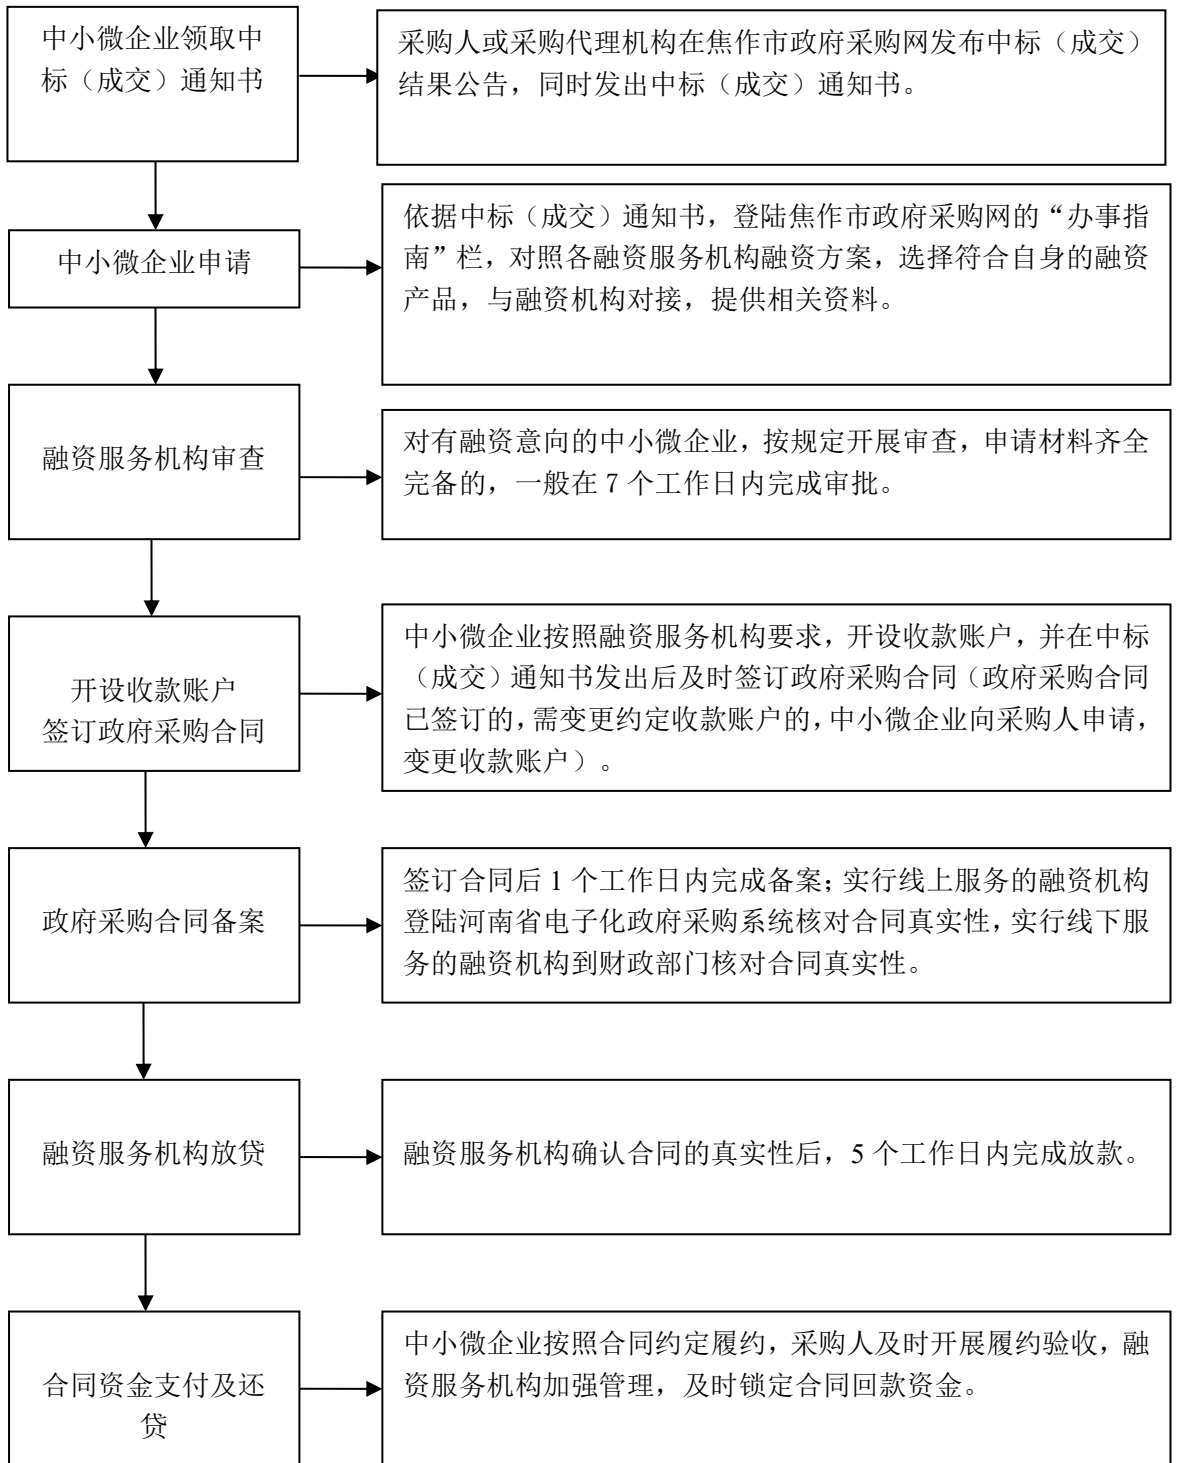 中小微企业领取中
标（成交）通知书
采购人或采购代理机构在焦作市政府采购网发布中标（成交）
结果公告，同时发出中标（成交）通知书。
中小微企业申请
依据中标（成交）通知书，登陆焦作市政府采购网的“办事指
南”栏，对照各融资服务机构融资方案，选择符合自身的融资
产品，与融资机构对接，提供相关资料。
融资服务机构审查
对有融资意向的中小微企业，按规定开展审查，申请材料齐全
完备的，一般在 7 个工作日内完成审批。
开设收款账户
签订政府采购合同
中小微企业按照融资服务机构要求，开设收款账户，并在中标
（成交）通知书发出后及时签订政府采购合同（政府采购合同
已签订的，需变更约定收款账户的，中小微企业向采购人申请，
变更收款账户）。
政府采购合同备案
签订合同后 1 个工作日内完成备案；实行线上服务的融资机构
登陆河南省电子化政府采购系统核对合同真实性，实行线下服
务的融资机构到财政部门核对合同真实性。
融资服务机构放贷
融资服务机构确认合同的真实性后，5 个工作日内完成放款。
合同资金支付及还
贷
中小微企业按照合同约定履约，采购人及时开展履约验收，融
资服务机构加强管理，及时锁定合同回款资金。